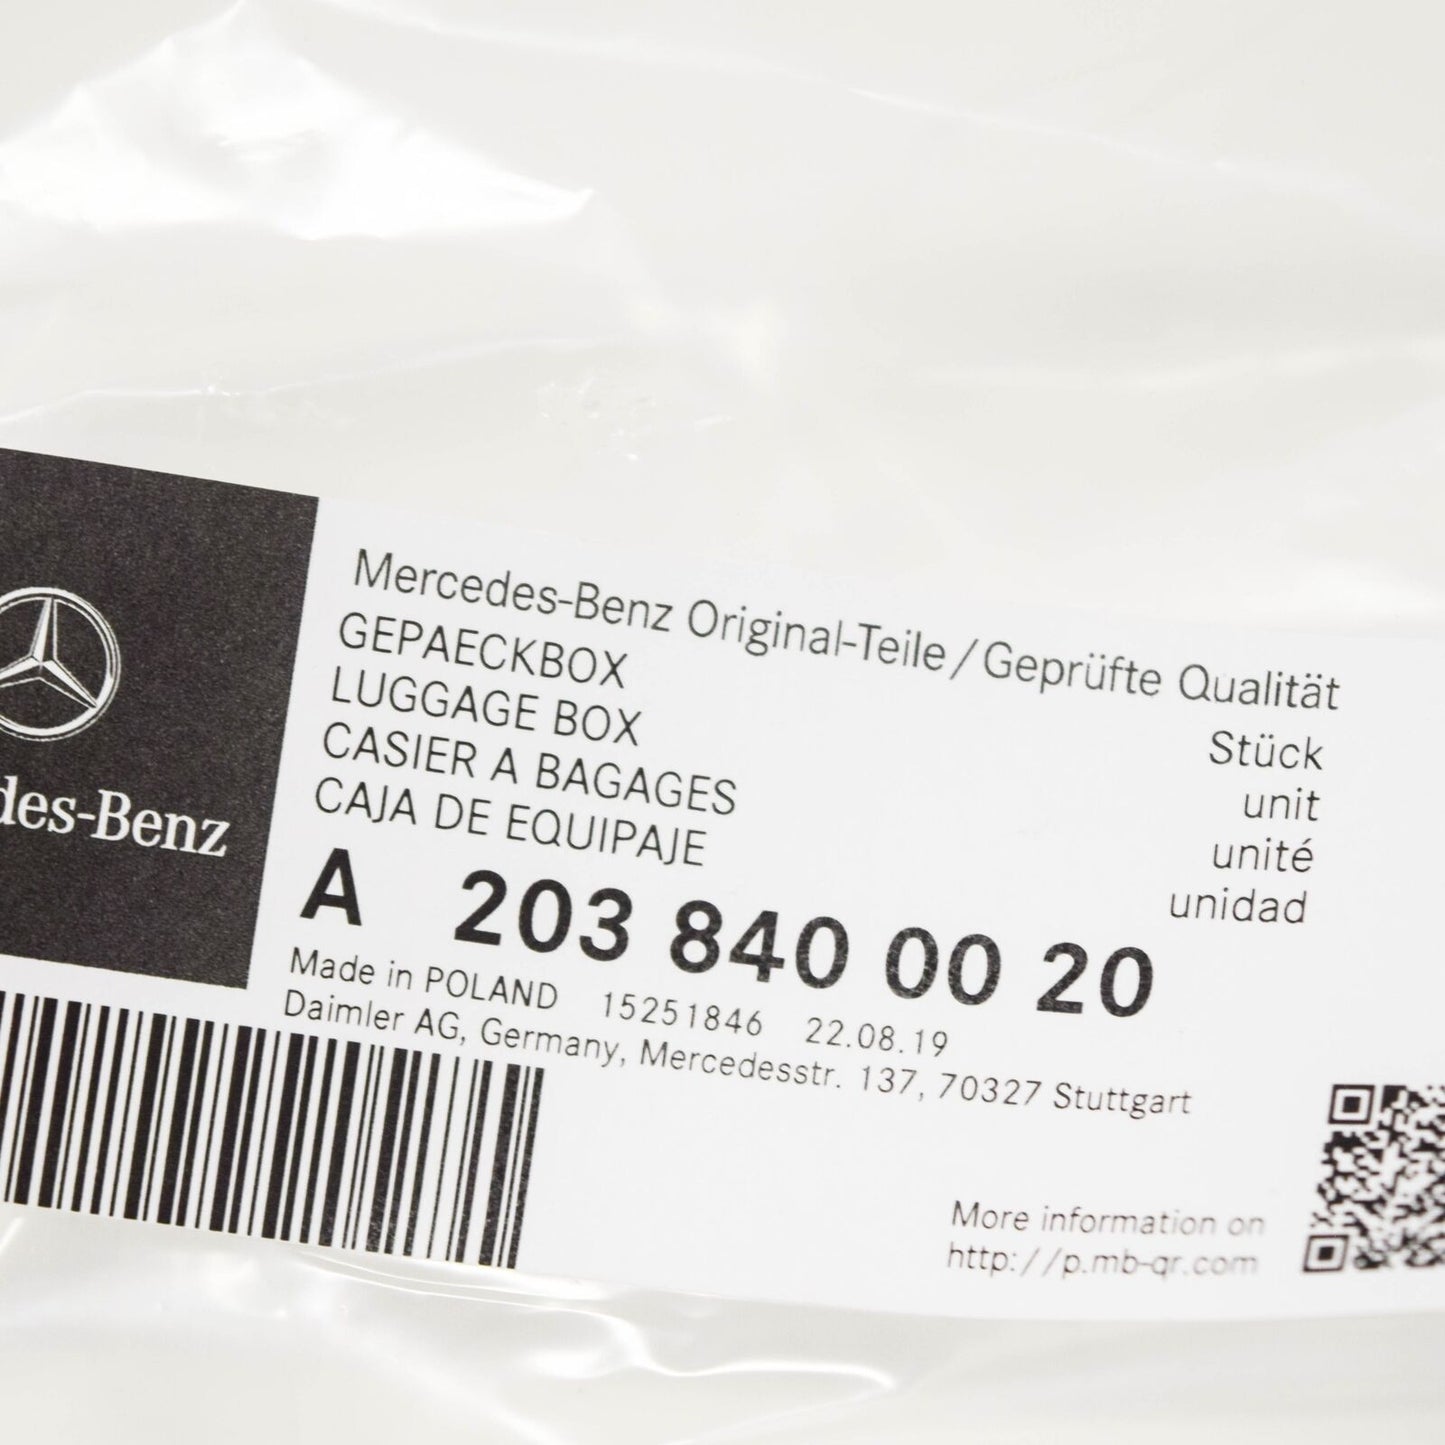 des-Benz
Mercedes-Benz Original-Teile / Geprüfte Qualität
GEPAECKBOX Stück
LUGGAGE BOX unit
CASIER A BAGAGES unité
CAJA DE EQUIPAJE unidad
A 203 840 00 20
Made in POLAND 15251846 22.08.19
Daimler AG, Germany, Mercedesstr. 137, 70327 Stuttgart
More information on
http://p.mb-qr.com